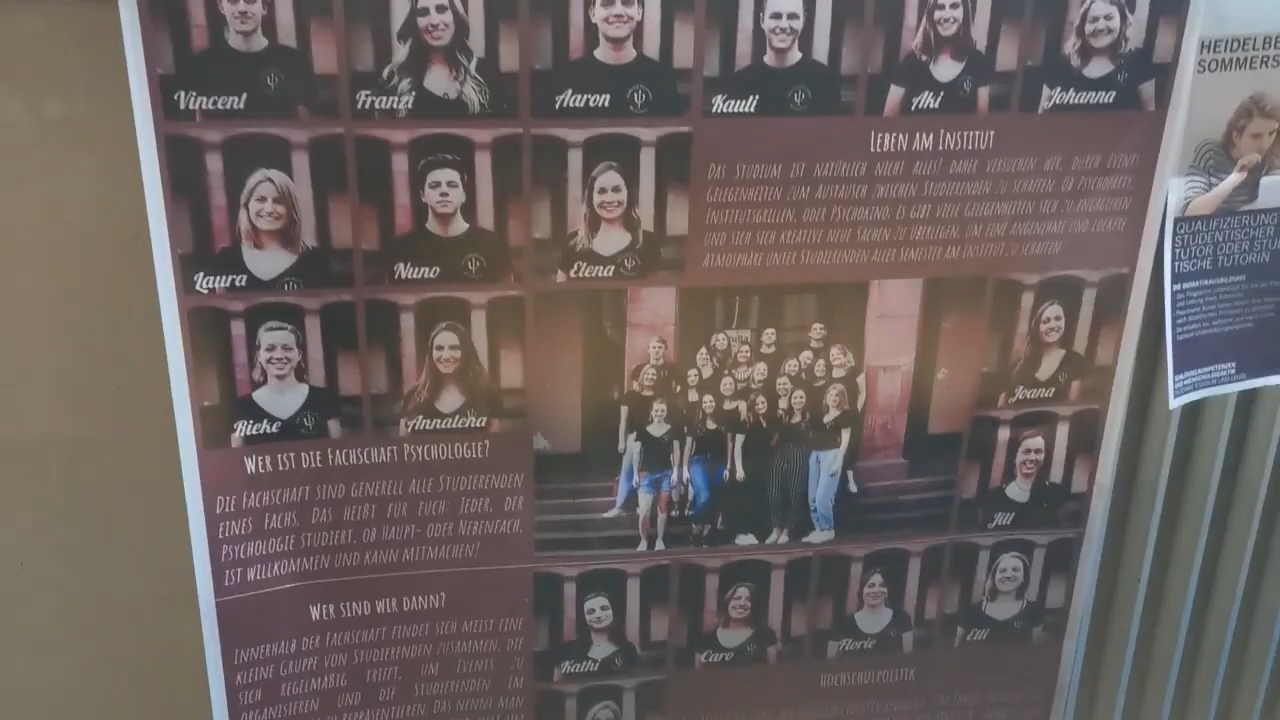 Vincent
Franzi
Aaron
Kauli
Aki
Johanna
Laura
Nuno
Elena
Leben am Institut
Das Studium ist natürlich nicht alles! Daher versuchen wir, durch Events
Gelegenheiten zum Austausch zwischen Studierenden zu schaffen. Ob Psychoparty,
Institutsgrillen, oder Psychokino, es gibt viele Gelegenheiten sich zu engagieren
und sich sich kreative neue Sachen zu überlegen, um eine angenehme und lockere
Atmosphäre unter Studierenden aller Semester am Institut zu schaffen
Rieke
Annalena
Joana
Jill
Wer ist die Fachschaft Psychologie?
Die Fachschaft sind generell alle Studierenden
eines Fachs. Das heißt für euch: Jeder, der
Psychologie studiert, ob Haupt- oder Nebenfach,
ist willkommen und kann mitmachen!
Wer sind wir dann?
Innerhalb der Fachschaft findet sich meist eine
kleine Gruppe von Studierenden zusammen, die
sich regelmäßig trifft, um Events zu
organisieren und die Studierenden im
zu repräsentieren. Das nennt man
Kathi
Caro
Florie
Elli
Hochschulpolitik
HEIDELBE
SOMMERS
QUALIFIZIERUNG
STUDENTISCHER
TUTOR ODER STU
TISCHE TUTORIN